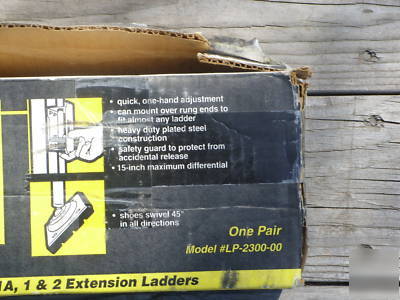 • quick, one-hand adjustment
• can mount over rung ends to
fit almost any ladder
• heavy duty plated steel
construction
• safety guard to protect from
accidental release
• 15-inch maximum differential
• shoes swivel 45°
in all directions
One Pair
Model #LP-2300-00
1A, 1 & 2 Extension Ladders